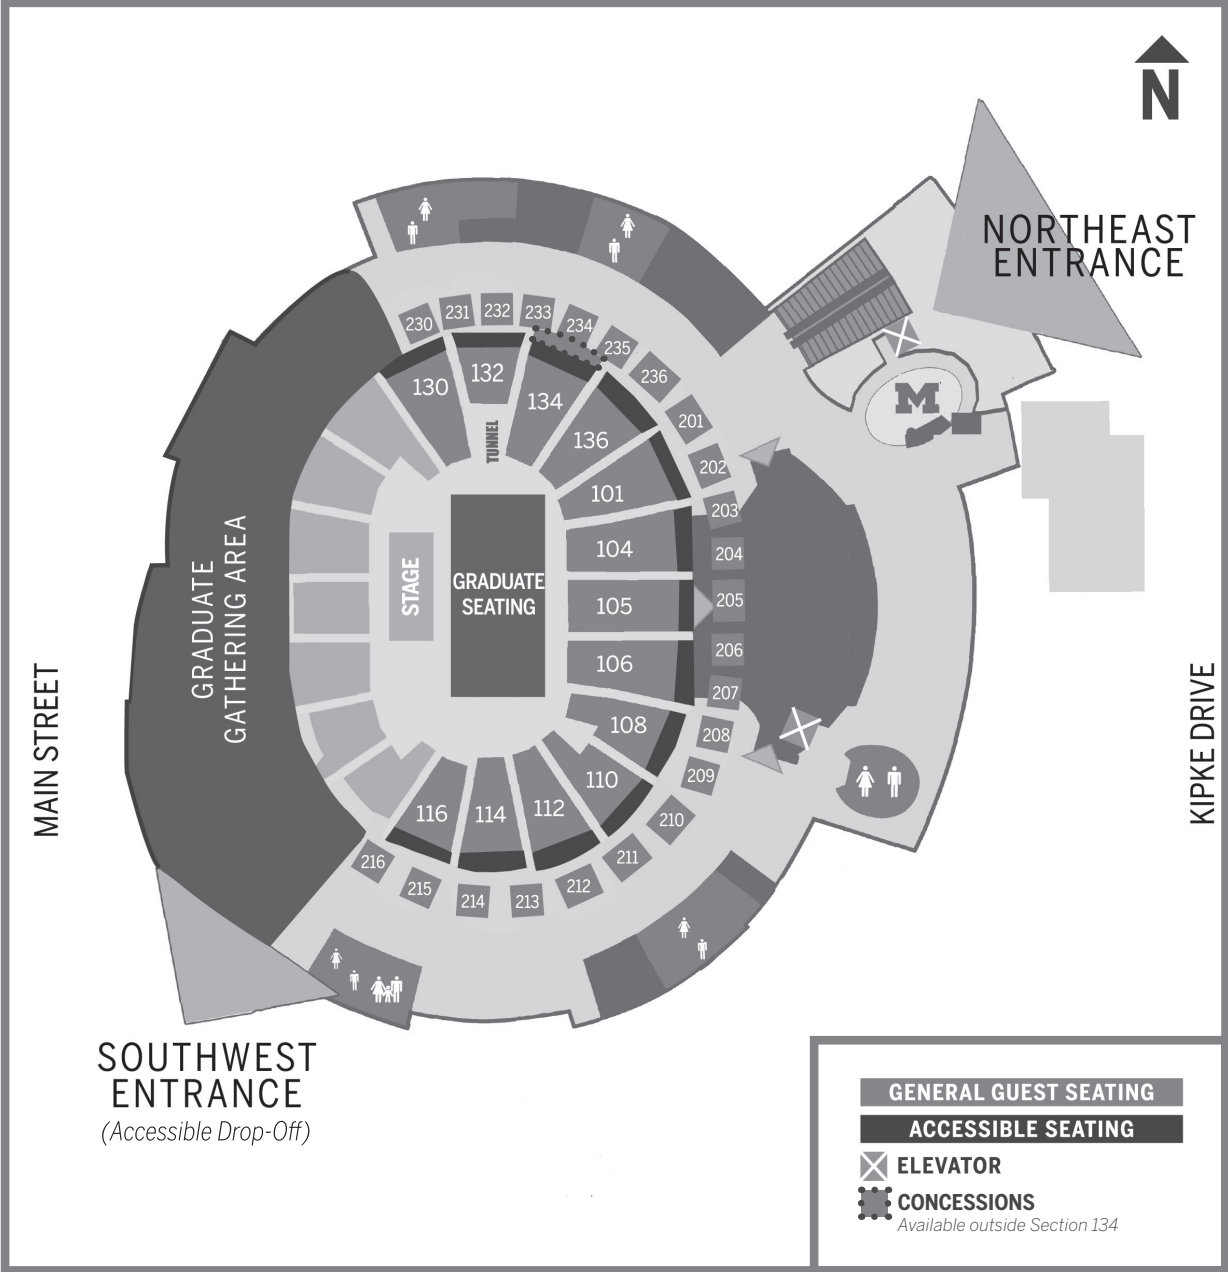 N
NORTHEAST
ENTRANCE
M
230
231
232
233
234
235
236
201
202
203
204
205
206
207
208
209
210
211
212
213
214
215
216
130
132
134
136
101
104
105
106
108
110
112
114
116
TUNNEL
STAGE
GRADUATE
SEATING
GRADUATE
GATHERING AREA
MAIN STREET
KIPKE DRIVE
SOUTHWEST
ENTRANCE
(Accessible Drop-Off)
GENERAL GUEST SEATING
ACCESSIBLE SEATING
ELEVATOR
CONCESSIONS
Available outside Section 134